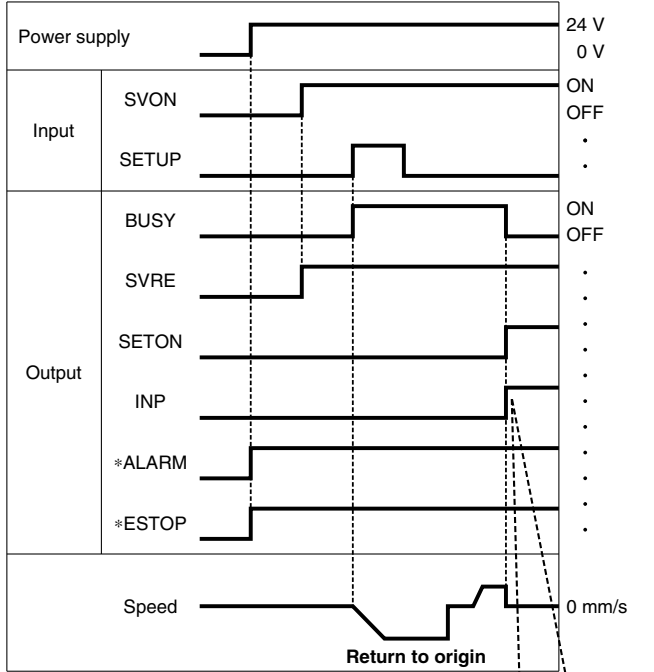 Power supply
24 V
0 V
Input
SVON
ON
OFF
SETUP
Output
BUSY
ON
OFF
SVRE
SETON
INP
*ALARM
*ESTOP
Speed
0 mm/s
Return to origin